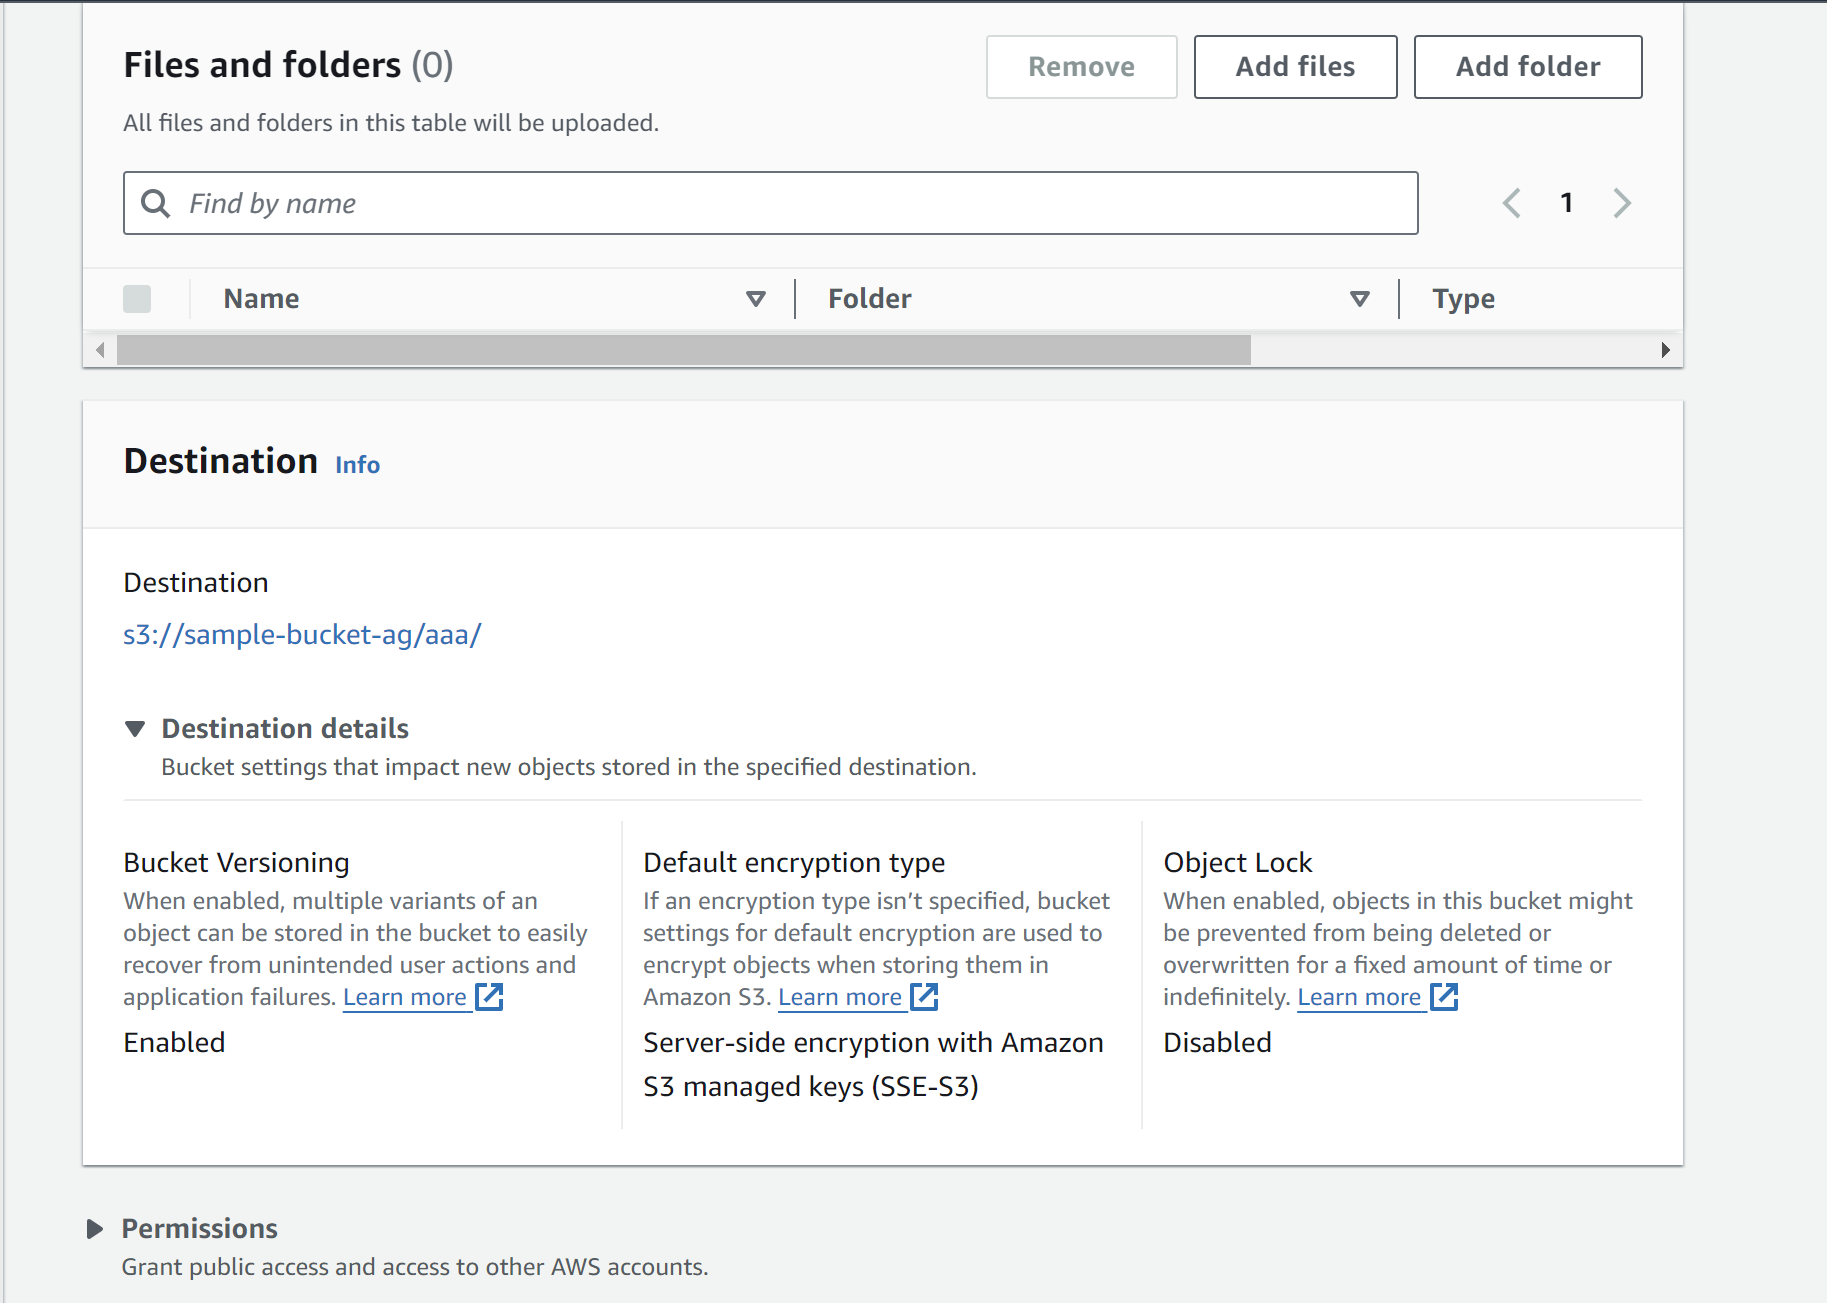 Files and folders (0)
Remove
Add files
Add folder
All files and folders in this table will be uploaded.
Find by name
1
Name
Folder
Type
Destination Info
Destination
s3://sample-bucket-ag/aaa/
Destination details
Bucket settings that impact new objects stored in the specified destination.
Bucket Versioning
When enabled, multiple variants of an
object can be stored in the bucket to easily
recover from unintended user actions and
application failures. Learn more
Enabled
Default encryption type
If an encryption type isn’t specified, bucket
settings for default encryption are used to
encrypt objects when storing them in
Amazon S3. Learn more
Server-side encryption with Amazon
S3 managed keys (SSE-S3)
Object Lock
When enabled, objects in this bucket might
be prevented from being deleted or
overwritten for a fixed amount of time or
indefinitely. Learn more
Disabled
Permissions
Grant public access and access to other AWS accounts.